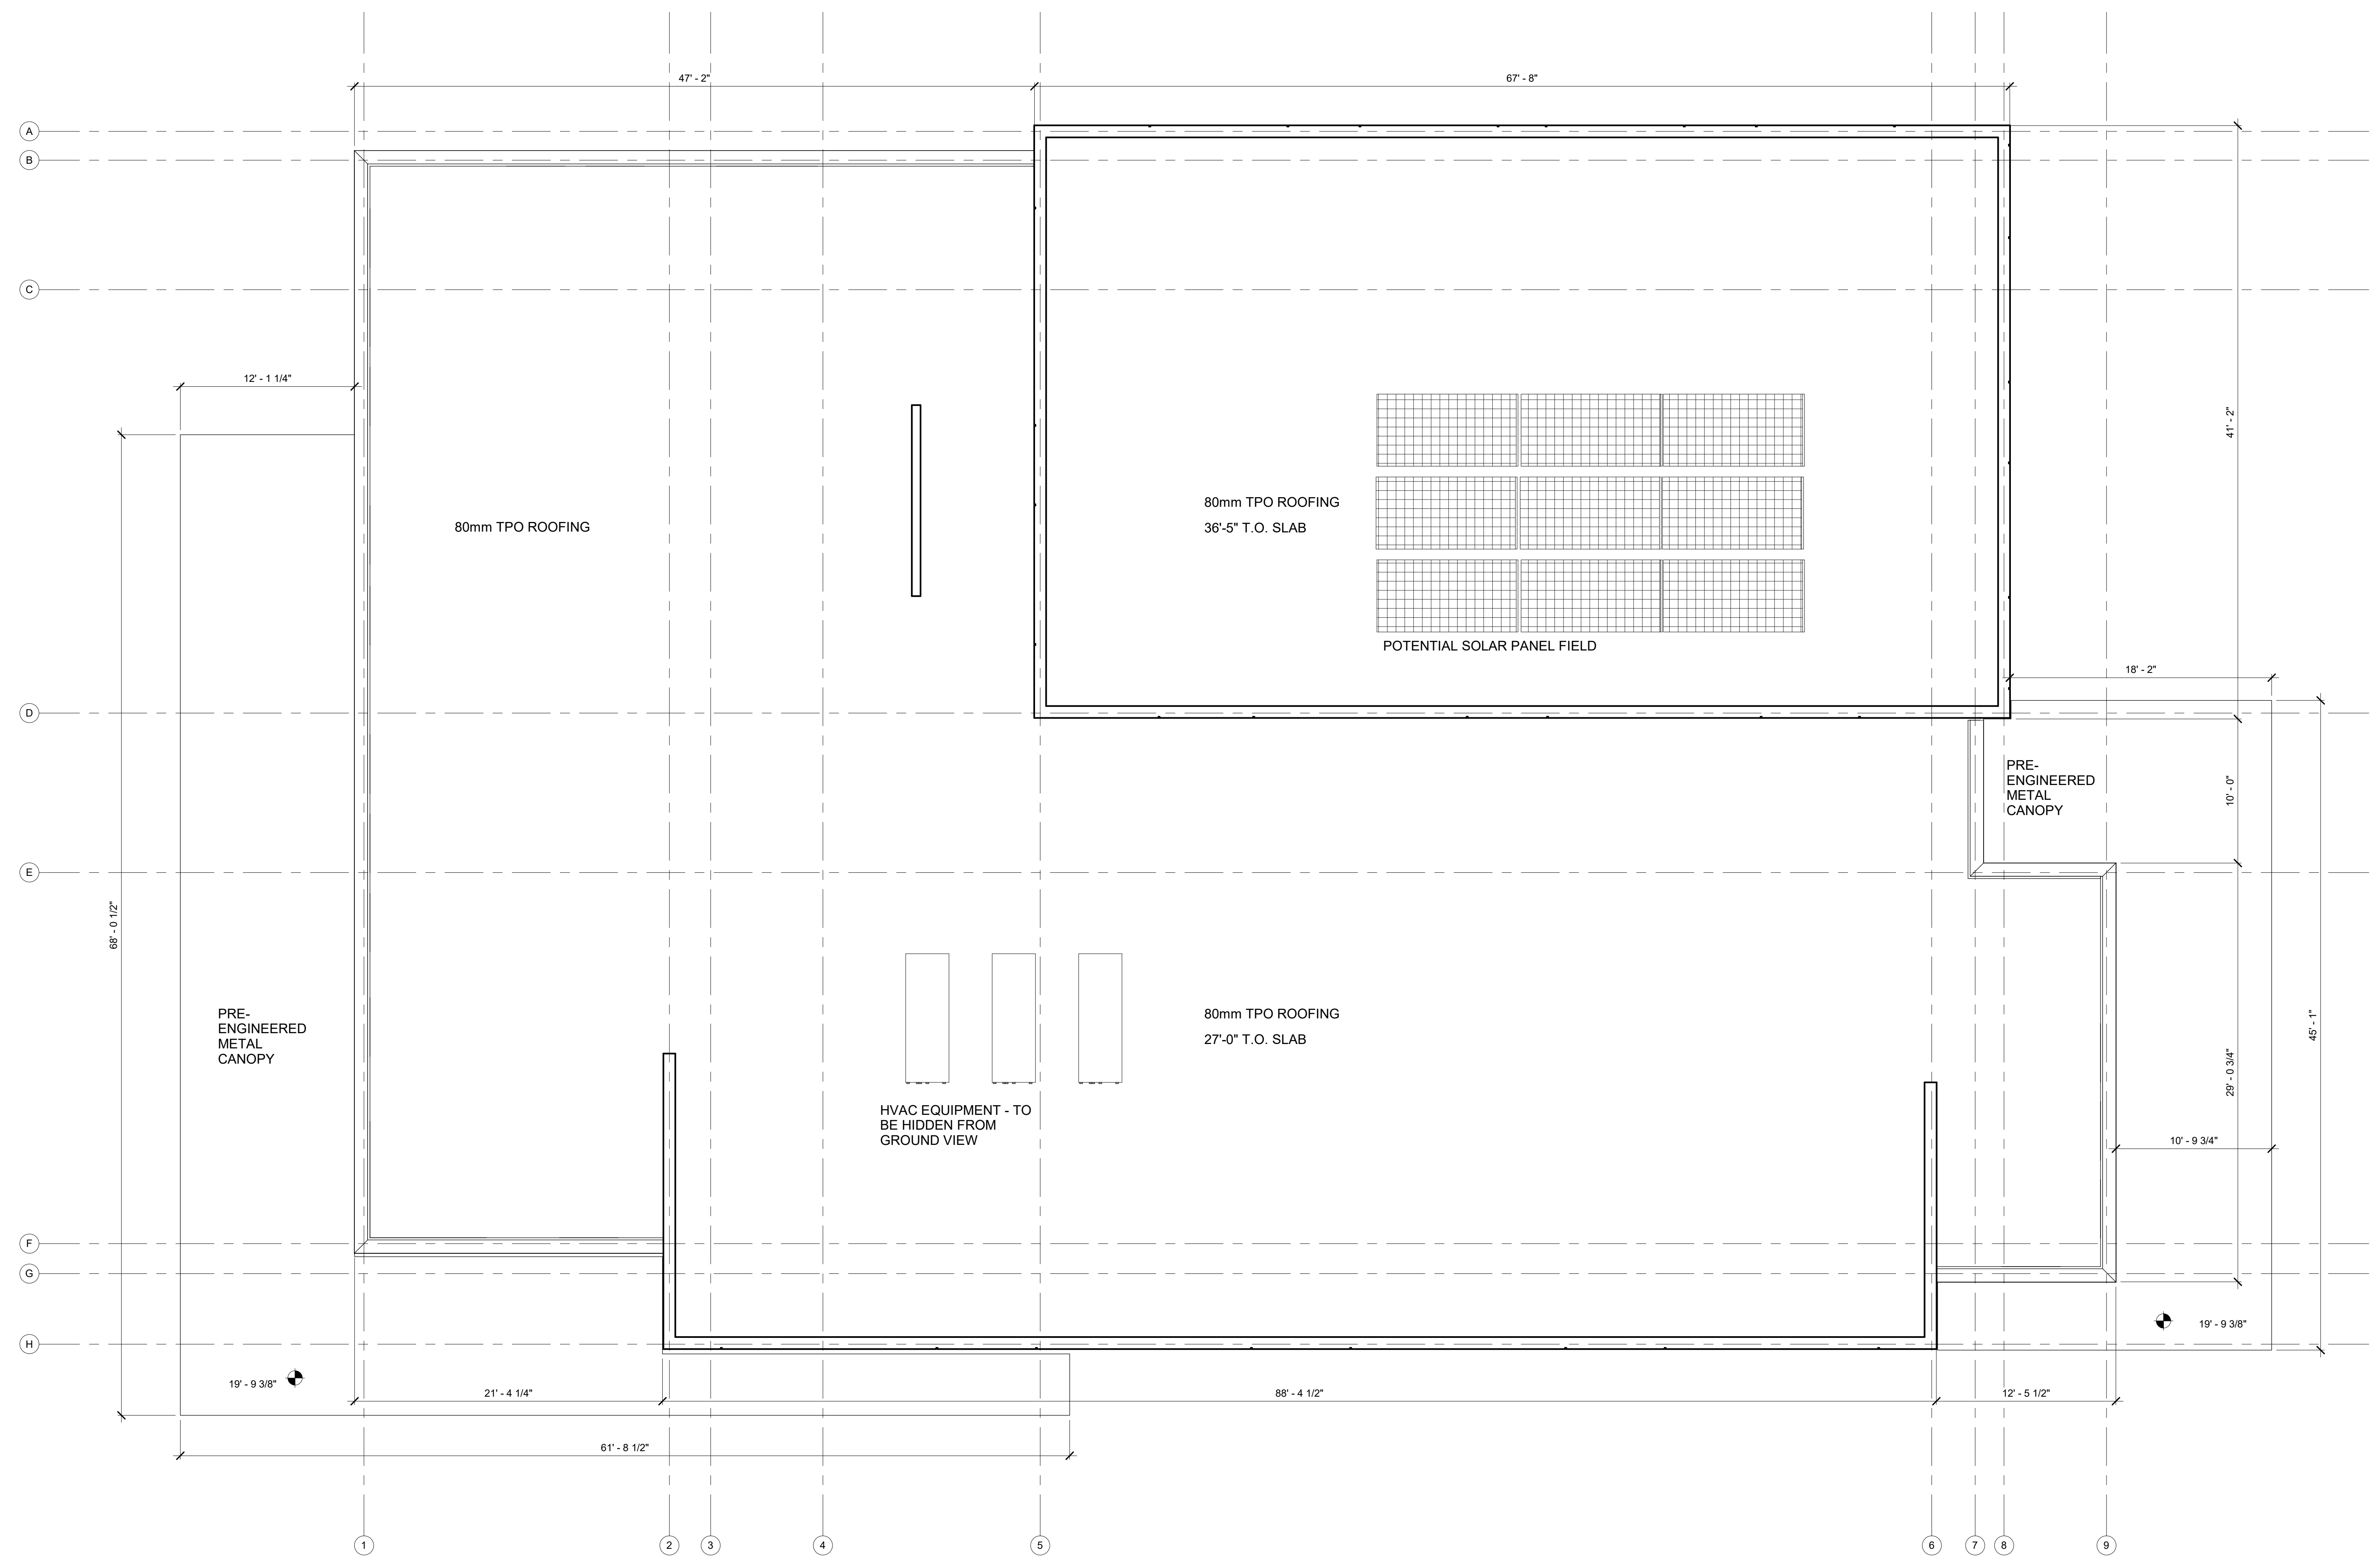 47' - 2"
67' - 8"
A
B
C
12' - 1 1/4"
41' - 2"
80mm TPO ROOFING
80mm TPO ROOFING
36'-5" T.O. SLAB
POTENTIAL SOLAR PANEL FIELD
18' - 2"
D
PRE-
ENGINEERED
METAL
CANOPY
10' - 0"
E
68' - 0 1/2"
PRE-
ENGINEERED
METAL
CANOPY
80mm TPO ROOFING
27'-0" T.O. SLAB
45' - 1"
29' - 0 3/4"
HVAC EQUIPMENT - TO
BE HIDDEN FROM
GROUND VIEW
10' - 9 3/4"
F
G
H
19' - 9 3/8"
19' - 9 3/8"
21' - 4 1/4"
88' - 4 1/2"
12' - 5 1/2"
61' - 8 1/2"
1
2
3
4
5
6
7
8
9